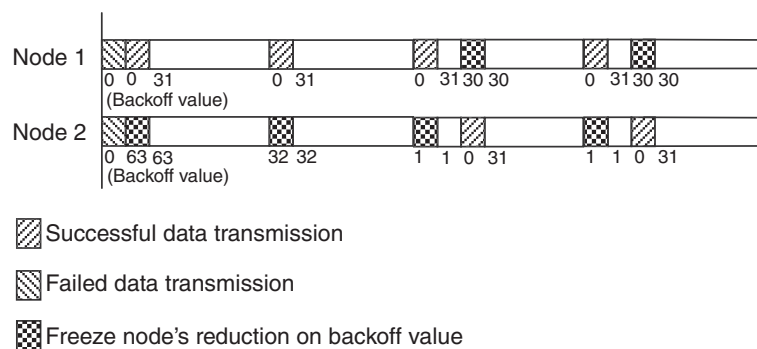 Node 1
0 0 31 0 31 0 31 30 30 0 31 30 30
(Backoff value)
Node 2
0 63 63 32 32 1 1 0 31 1 1 0 31
(Backoff value)
Successful data transmission
Failed data transmission
Freeze node's reduction on backoff value